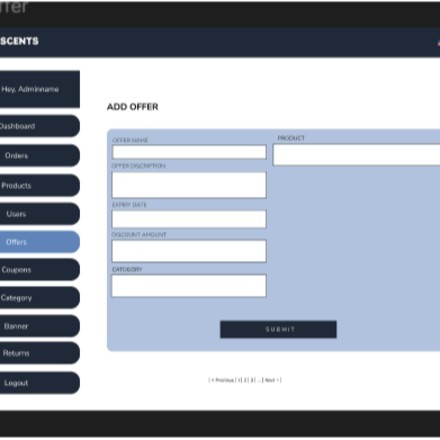 ffer
SCENTS
Hey, Adminname
Dashboard
Orders
Products
Users
Offers
Coupons
Category
Banner
Returns
Logout
ADD OFFER
OFFER NAME
PRODUCT
OFFER DISCRIPTION
EXPIRY DATE
DISCOUNT AMOUNT
CATEGORY
SUBMIT
|< Previous | 1| 2 | 3| ...| Next > |